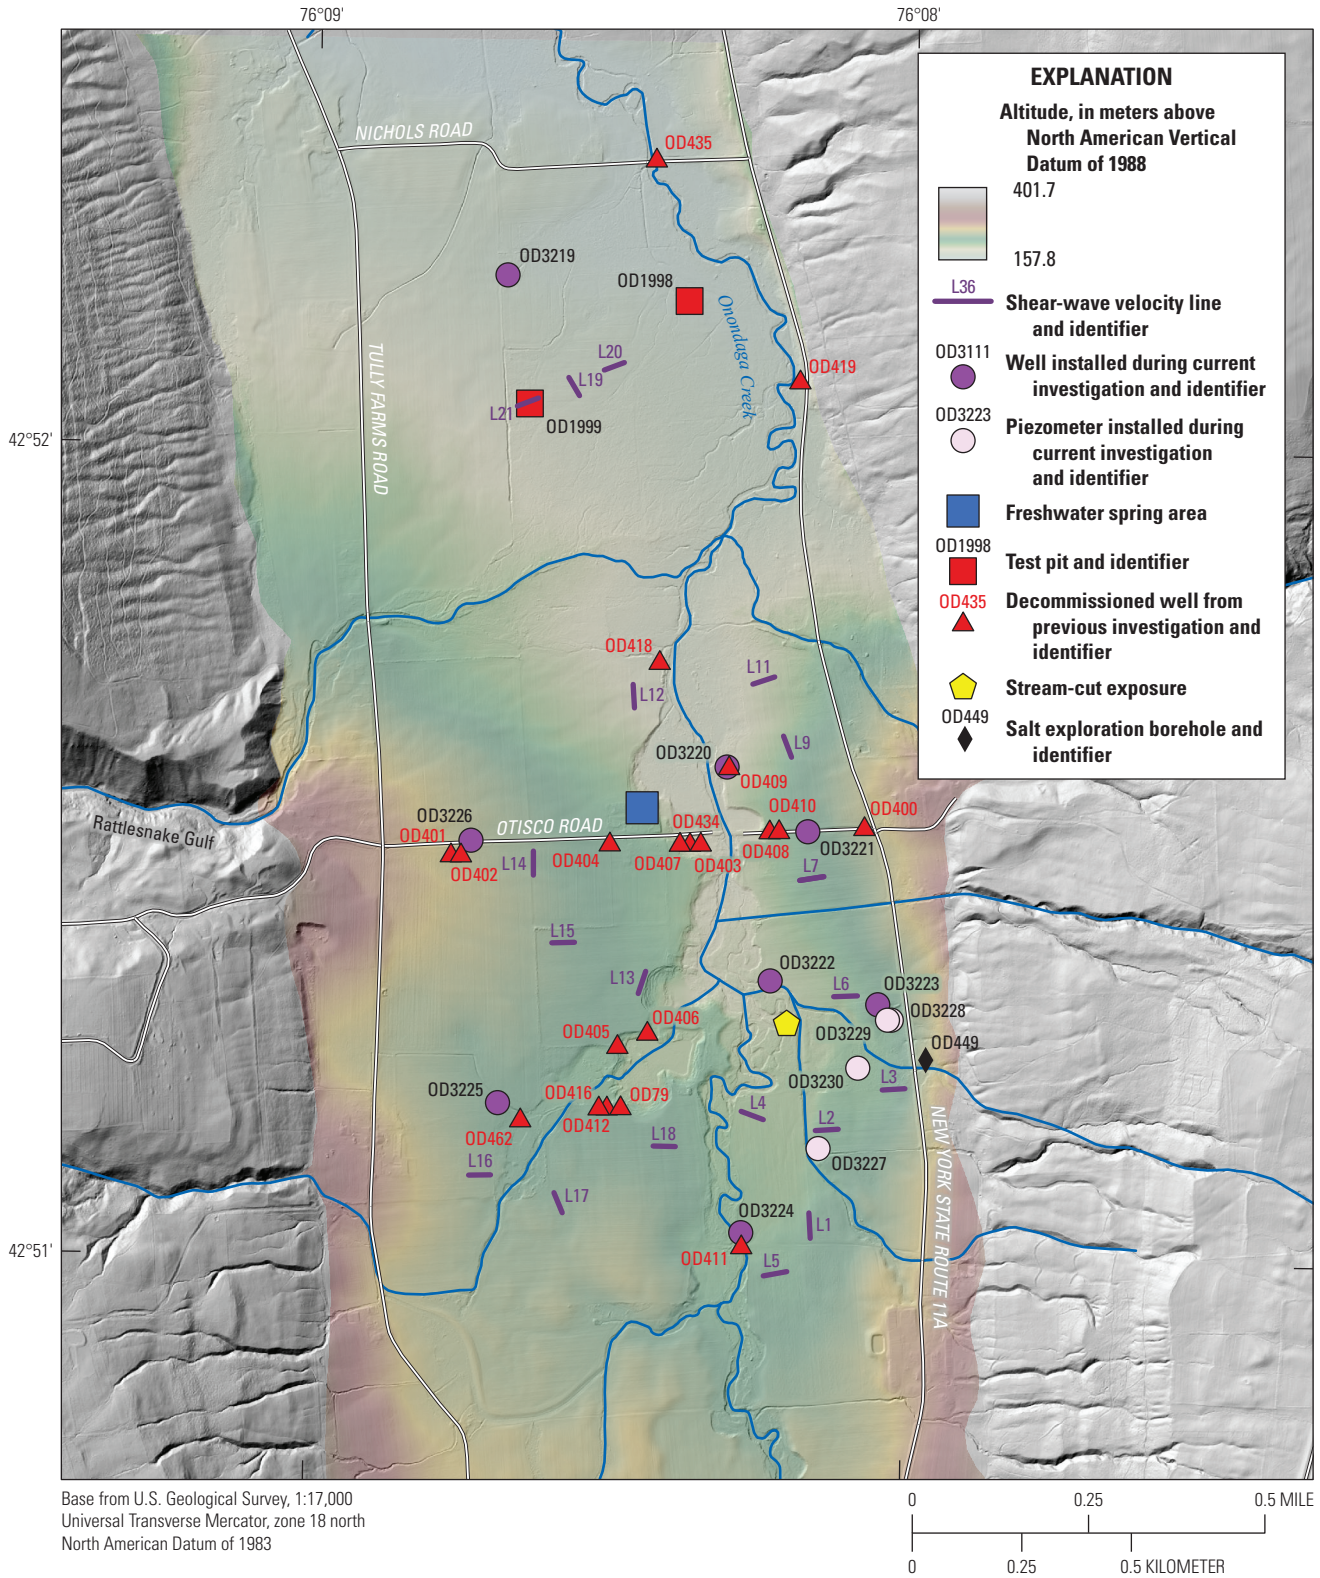 76°09'
76°08'
EXPLANATION
Altitude, in meters above
North American Vertical
Datum of 1988
401.7
157.8
L36
Shear-wave velocity line
and identifier
OD3111
Well installed during current
investigation and identifier
OD3223
Piezometer installed during
current investigation
and identifier
Freshwater spring area
OD1998
Test pit and identifier
OD435
Decommissioned well from
previous investigation and
identifier
Stream-cut exposure
OD449
Salt exploration borehole and
identifier
NICHOLS ROAD
OD435
OD3219
OD1998
Onondaga Creek
TULLY FARMS ROAD
L20
L19
OD419
L21
OD1999
42°52'
OD418
L11
L12
L9
OD3220
OD409
Rattlesnake Gulf
OD3226
OTISCO ROAD
OD434
OD410
OD400
OD401
OD402
L14
OD404
OD407
OD403
OD408
OD3221
L7
L15
L13
OD3222
L6
OD3223
OD3228
OD406
OD405
OD3229
OD449
OD3230
L3
OD3225
OD416
OD79
L4
OD412
OD462
L2
L18
OD3227
L16
L17
NEW YORK STATE ROUTE 11A
OD3224
L1
42°51'
OD411
L5
Base from U.S. Geological Survey, 1:17,000
Universal Transverse Mercator, zone 18 north
North American Datum of 1983
0 0.25 0.5 MILE
0 0.25 0.5 KILOMETER